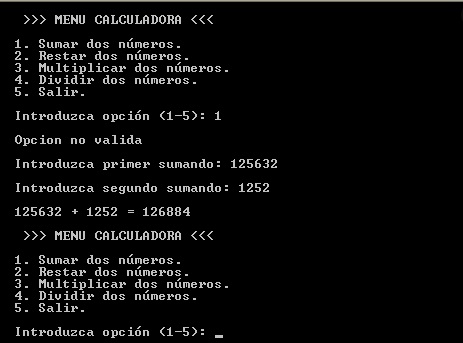 >>> MENU CALCULADORA <<<
1. Sumar dos números.
2. Restar dos números.
3. Multiplicar dos números.
4. Dividir dos números.
5. Salir.
Introduzca opción (1-5): 1
Opcion no valida
Introduzca primer sumando: 125632
Introduzca segundo sumando: 1252
125632 + 1252 = 126884
>>> MENU CALCULADORA <<<
1. Sumar dos números.
2. Restar dos números.
3. Multiplicar dos números.
4. Dividir dos números.
5. Salir.
Introduzca opción (1-5): _